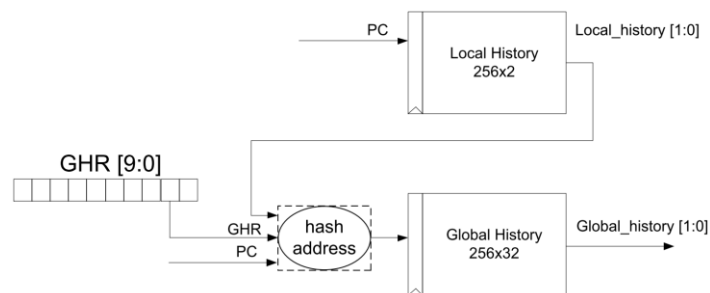 PC
Local History
256x2
Local_history [1:0]
GHR [9:0]
GHR
PC
hash
address
Global History
256x32
Global_history [1:0]